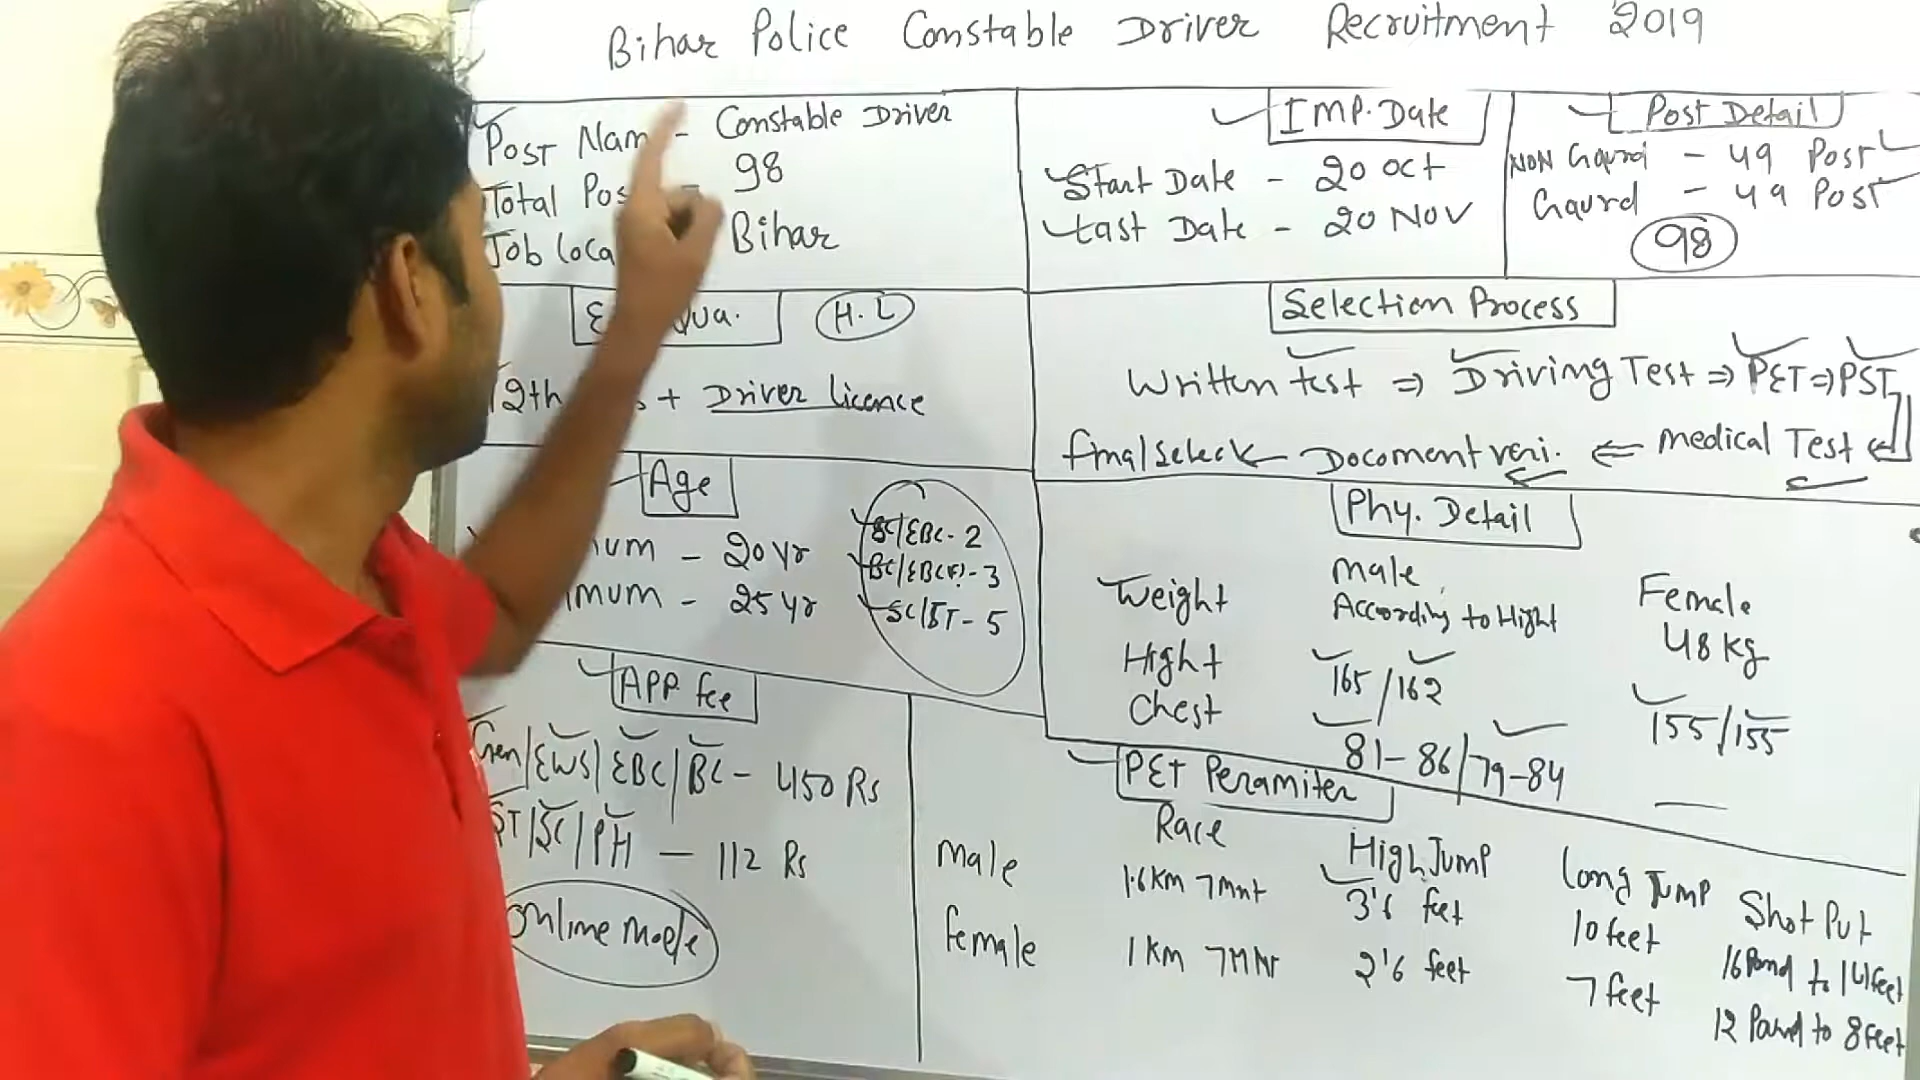 Bihar Police Constable Driver Recruitment 2019
Post Nam - Constable Driver
Total Pos - 98
Job loca Bihar
E Qua. H.L
12th + Driver licence
Age
mum - 20 yr
imum - 25 yr
BC/EBC - 2
BC/EBC(F) - 3
SC/ST - 5
APP. fee
Gen/EWS/EBC/BC - 450 Rs
ST/SC/PH - 112 Rs
Online Mode
IMP. Date
Start Date - 20 Oct
Last Date - 20 NOV
Post Detail
NON Gaurd - 49 Post
Gaurd - 49 Post
98
Selection Process
Written test ⇒ Driving Test ⇒ PET ⇒ PST
final select ← Docoment veri. ⇐ medical Test ⇐
Phy. Detail
Male Female
Weight According to Hight 48 kg
Hight 165/162 155/155
Chest 81-86/79-84 —
PET Peramiter
Race High Jump Long Jump Shot Put
Male 1.6 Km 7 Mnt 3'6 feet 10 feet 16 Pond to 14 feet
female 1 Km 7 MNT 2'6 feet 7 feet 12 Pond to 8 feet